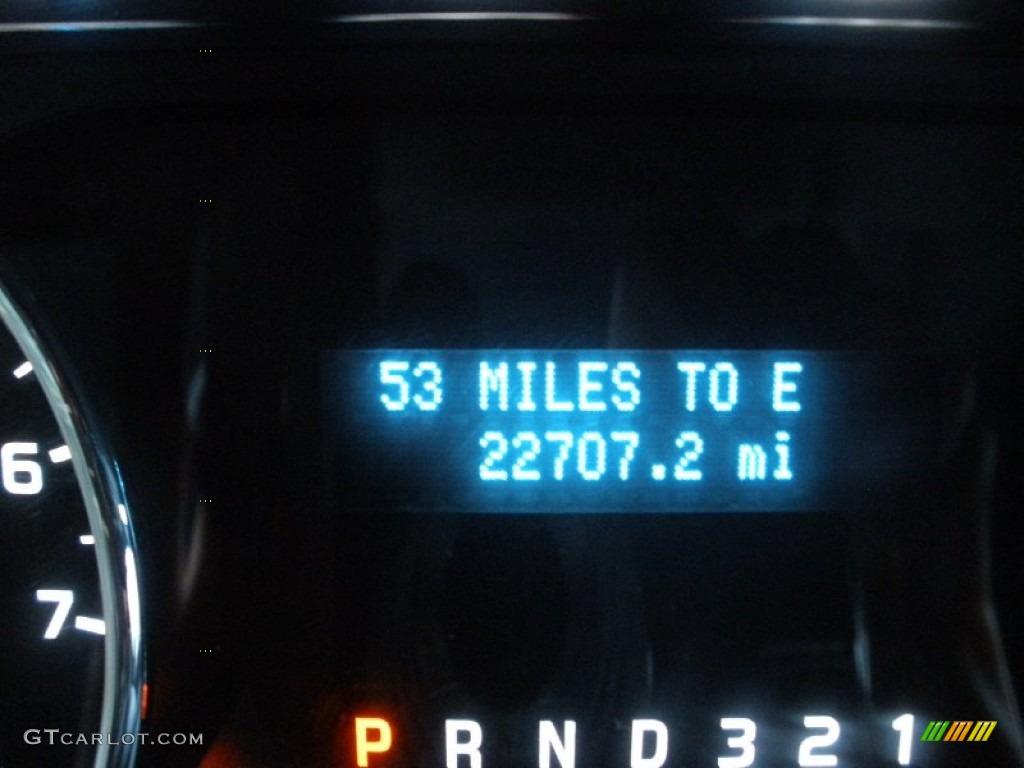 53 MILES TO E
22707.2 mi
6
7
P R N D 3 2 1
GTCARLOT.COM